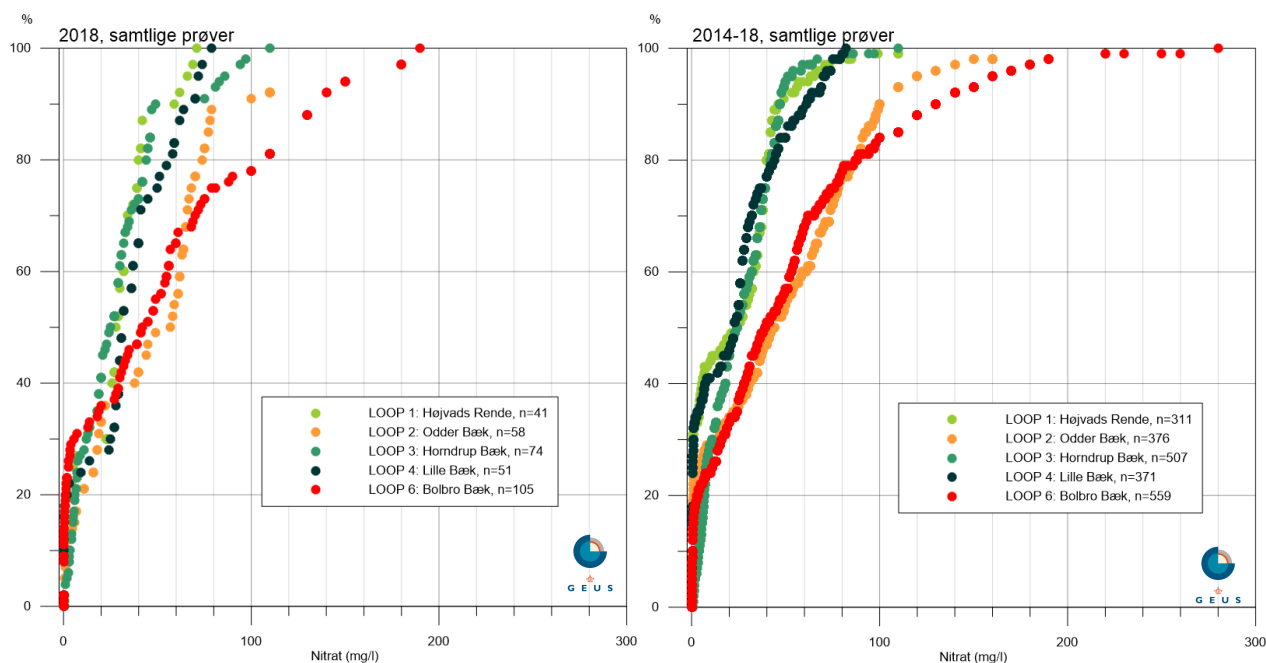 %
2018, samtlige prøver
100
80
60
40
20
0
0
100
200
300
Nitrat (mg/l)
LOOP 1: Højvads Rende, n=41
LOOP 2: Odder Bæk, n=58
LOOP 3: Horndrup Bæk, n=74
LOOP 4: Lille Bæk, n=51
LOOP 6: Bolbro Bæk, n=105
GEUS
%
2014-18, samtlige prøver
100
80
60
40
20
0
0
100
200
300
Nitrat (mg/l)
LOOP 1: Højvads Rende, n=311
LOOP 2: Odder Bæk, n=376
LOOP 3: Horndrup Bæk, n=507
LOOP 4: Lille Bæk, n=371
LOOP 6: Bolbro Bæk, n=559
GEUS